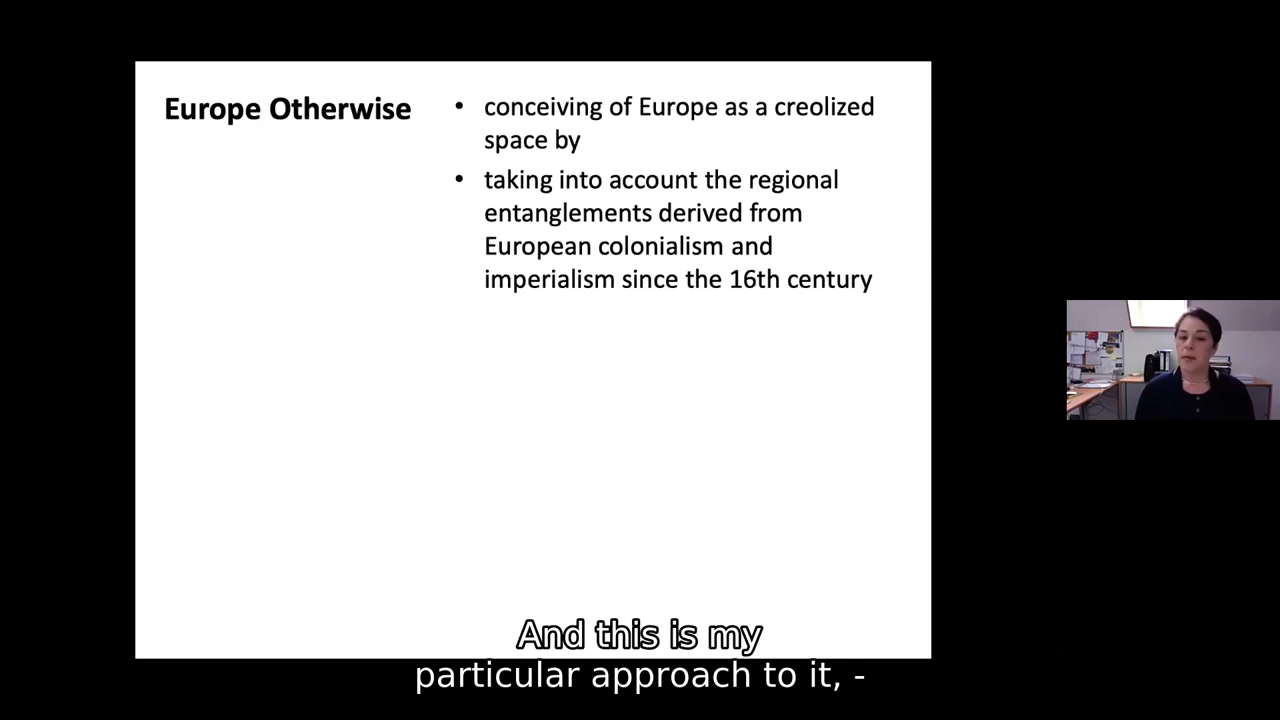 Europe Otherwise
• conceiving of Europe as a creolized
space by
• taking into account the regional
entanglements derived from
European colonialism and
imperialism since the 16th century
And this is my
particular approach to it, -